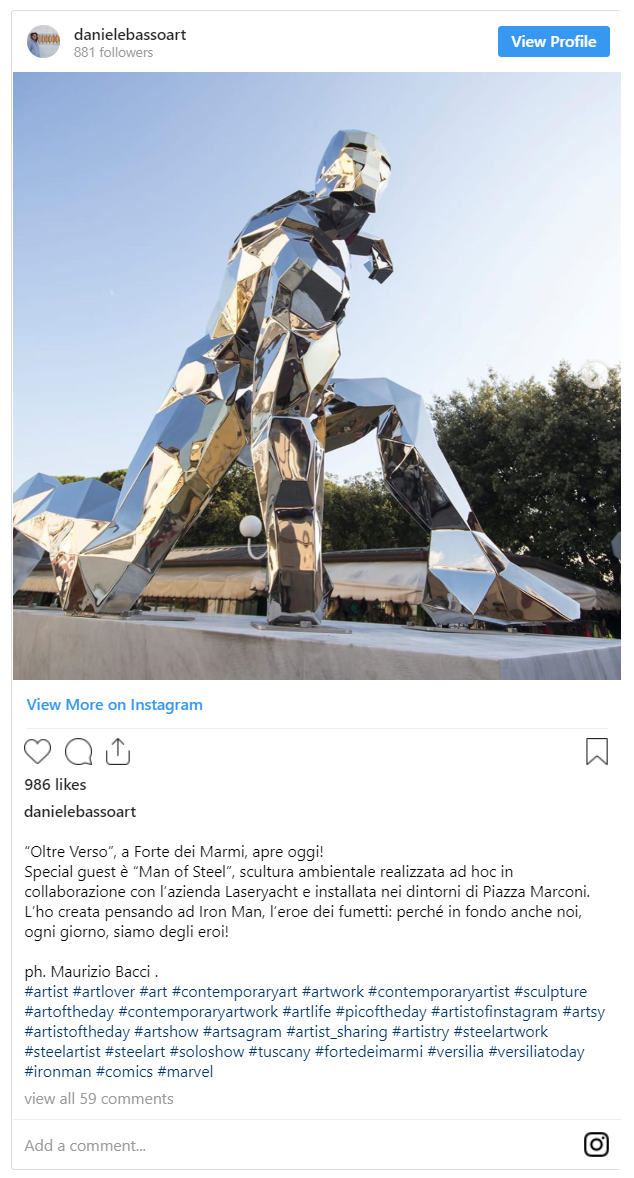 danielebassoart
881 followers
View Profile
View More on Instagram
986 likes
danielebassoart
“Oltre Verso”, a Forte dei Marmi, apre oggi!
Special guest è “Man of Steel”, scultura ambientale realizzata ad hoc in
collaborazione con l’azienda Laseryacht e installata nei dintorni di Piazza Marconi.
L’ho creata pensando ad Iron Man, l’eroe dei fumetti: perché in fondo anche noi,
ogni giorno, siamo degli eroi!
ph. Maurizio Bacci .
#artist #artlover #art #contemporaryart #artwork #contemporaryartist #sculpture
#artoftheday #contemporaryartwork #artlife #picoftheday #artistofinstagram #artsy
#artistoftheday #artshow #artsagram #artist_sharing #artistry #steelartwork
#steelartist #steelart #soloshow #tuscany #fortedeimarmi #versilia #versiliatoday
#ironman #comics #marvel
view all 59 comments
Add a comment...